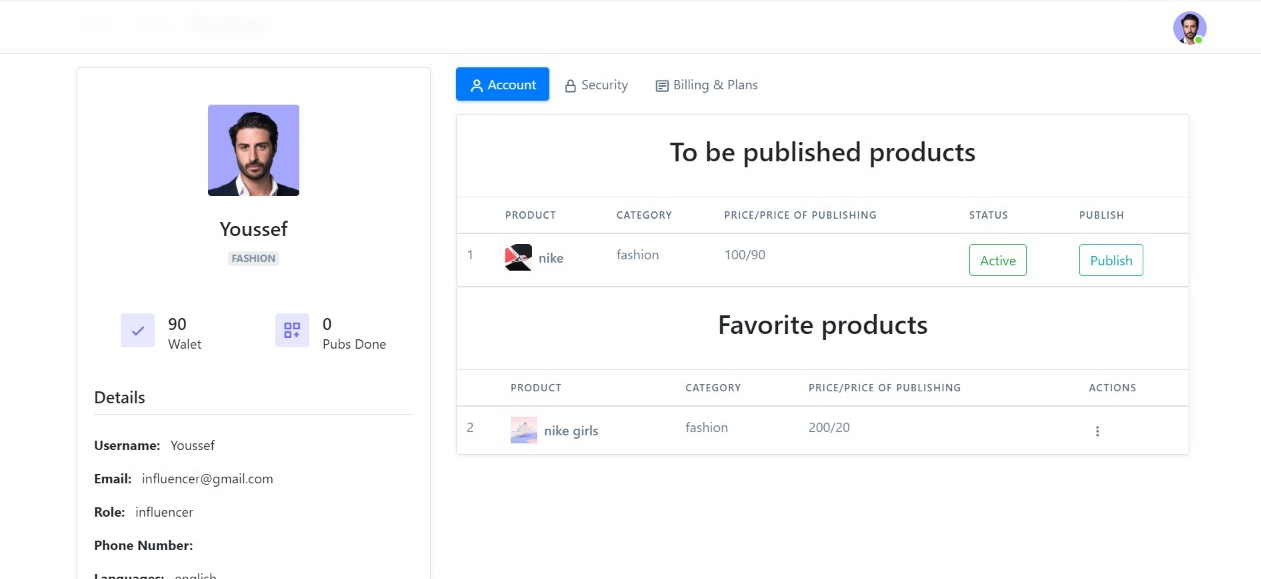 Account
Security
Billing & Plans
Youssef
FASHION
90
Walet
0
Pubs Done
Details
Username: Youssef
Email: influencer@gmail.com
Role: influencer
Phone Number:
Languages: english
To be published products
PRODUCT CATEGORY PRICE/PRICE OF PUBLISHING STATUS PUBLISH
1 nike fashion 100/90 Active Publish
Favorite products
PRODUCT CATEGORY PRICE/PRICE OF PUBLISHING ACTIONS
2 nike girls fashion 200/20